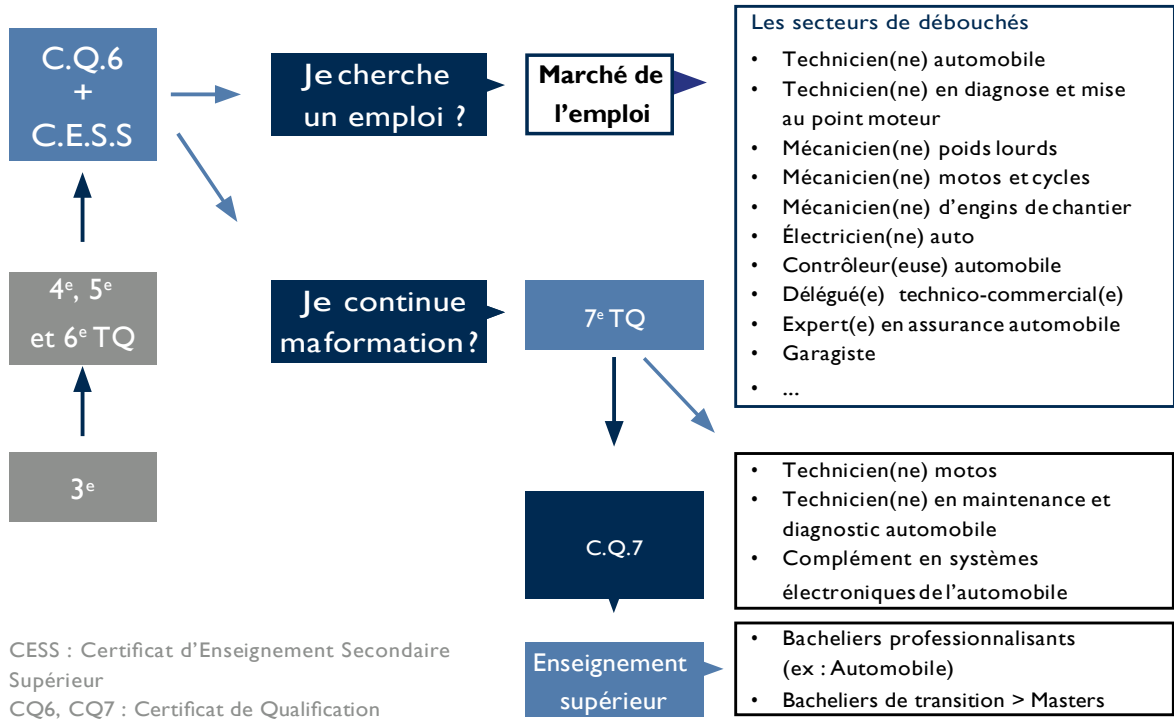 C.Q.6
+
C.E.S.S
Je cherche
un emploi ?
Marché de
l'emploi
Les secteurs de débouchés
• Technicien(ne) automobile
• Technicien(ne) en diagnose et mise
au point moteur
• Mécanicien(ne) poids lourds
• Mécanicien(ne) motos et cycles
• Mécanicien(ne) d'engins de chantier
• Électricien(ne) auto
• Contrôleur(euse) automobile
• Délégué(e) technico-commercial(e)
• Expert(e) en assurance automobile
• Garagiste
• ...
4e, 5e
et 6e TQ
Je continue
ma formation ?
7e TQ
3e
C.Q.7
• Technicien(ne) motos
• Technicien(ne) en maintenance et
diagnostic automobile
• Complément en systèmes
électroniques de l'automobile
Enseignement
supérieur
• Bacheliers professionnalisants
(ex : Automobile)
• Bacheliers de transition > Masters
CESS : Certificat d'Enseignement Secondaire
Supérieur
CQ6, CQ7 : Certificat de Qualification